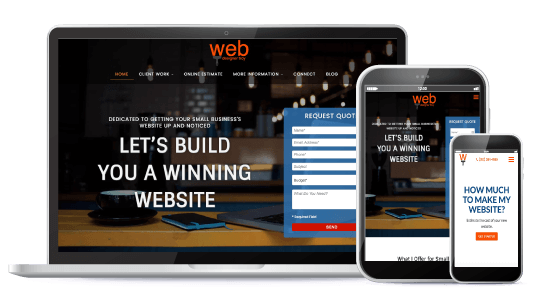 web
designer bay
HOME
CLIENT WORK
ONLINE ESTIMATE
MORE INFORMATION
CONNECT
BLOG
DEDICATED TO GETTING YOUR SMALL BUSINESS'S
WEBSITE UP AND NOTICED
LET'S BUILD
YOU A WINNING
WEBSITE
REQUEST QUOTE
Name*
Email Address*
Phone*
Subject
Budget*
What Do You Need?
* Required Field
SEND
12:00
web
DEDICATED TO GETTING YOUR SMALL BUSINESS'S
WEBSITE UP AND NOTICED
LET'S BUILD
YOU A WINNING
WEBSITE
REQUEST QUOTE
What I Offer for Small
HOW MUCH
TO MAKE MY
WEBSITE?
website.